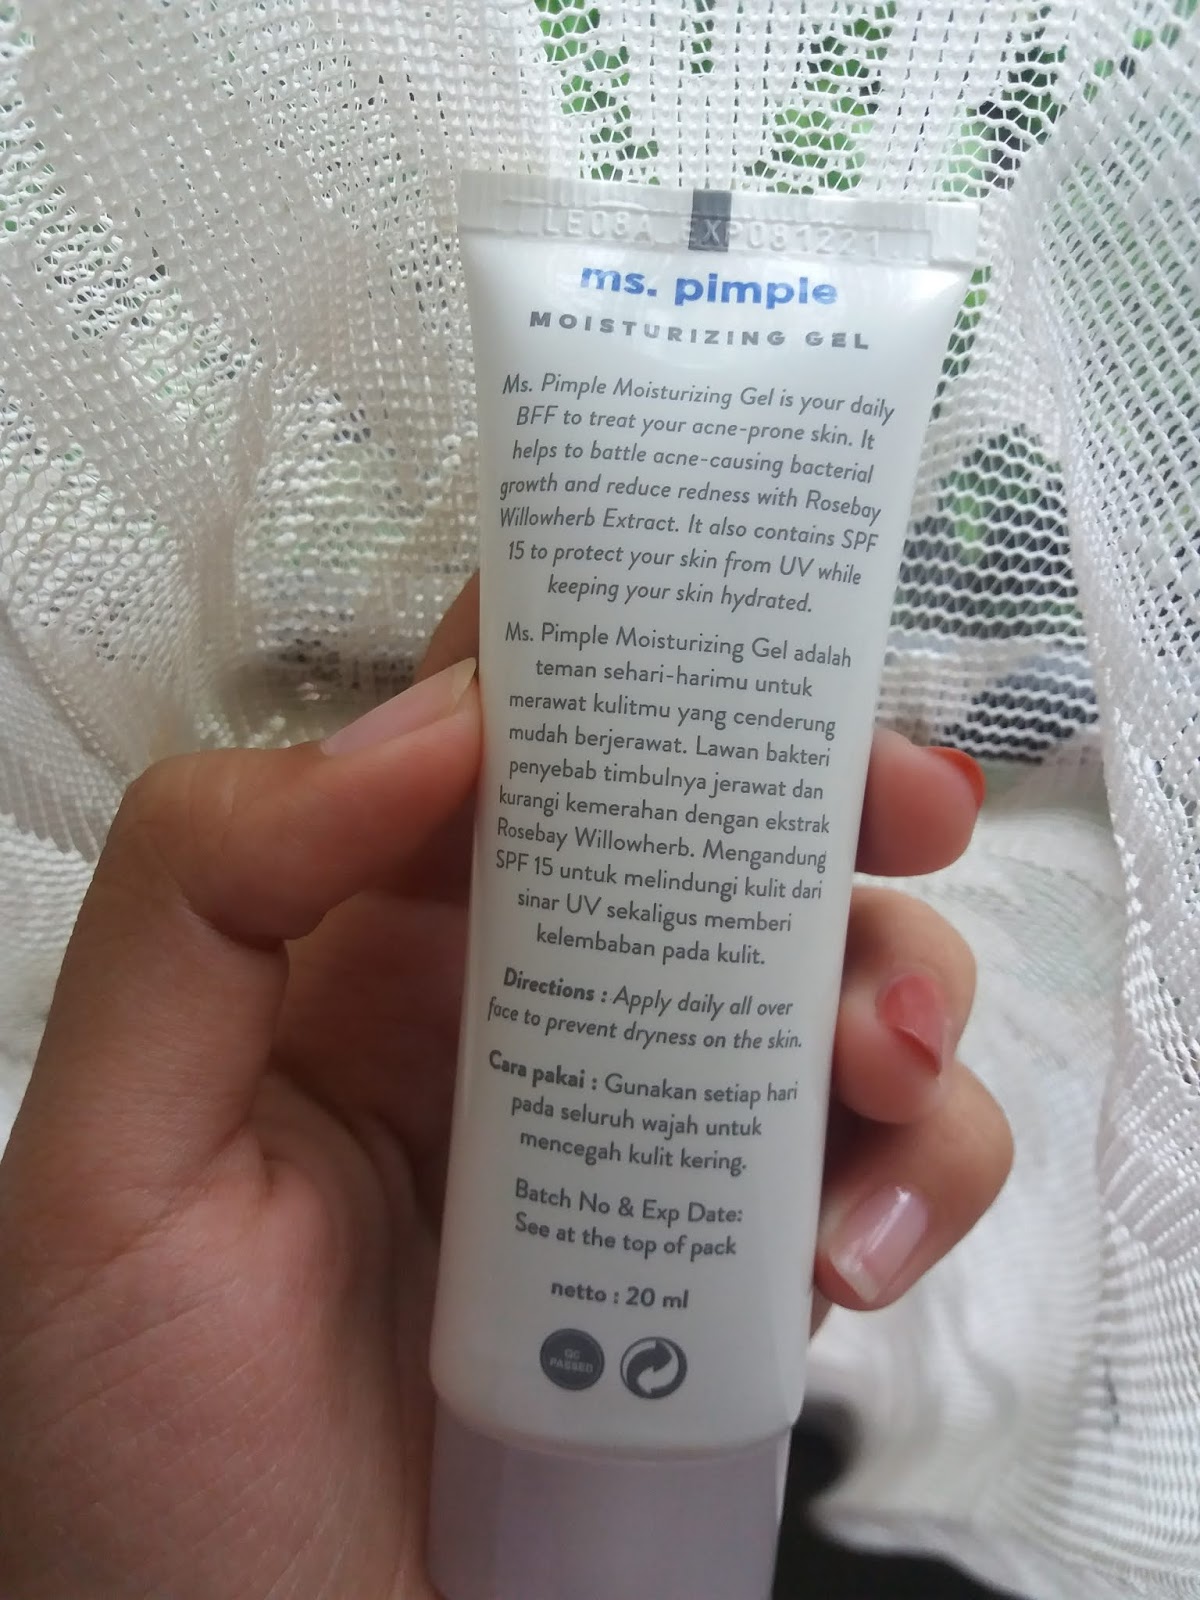 LE08A EXP081221
ms. pimple
MOISTURIZING GEL
Ms. Pimple Moisturizing Gel is your daily
BFF to treat your acne-prone skin. It
helps to battle acne-causing bacterial
growth and reduce redness with Rosebay
Willowherb Extract. It also contains SPF
15 to protect your skin from UV while
keeping your skin hydrated.
Ms. Pimple Moisturizing Gel adalah
teman sehari-harimu untuk
merawat kulitmu yang cenderung
mudah berjerawat. Lawan bakteri
penyebab timbulnya jerawat dan
kurangi kemerahan dengan ekstrak
Rosebay Willowherb. Mengandung
SPF 15 untuk melindungi kulit dari
sinar UV sekaligus memberi
kelembaban pada kulit.
Directions : Apply daily all over
face to prevent dryness on the skin.
Cara pakai : Gunakan setiap hari
pada seluruh wajah untuk
mencegah kulit kering.
Batch No & Exp Date:
See at the top of pack
netto : 20 ml
QC
PASSED